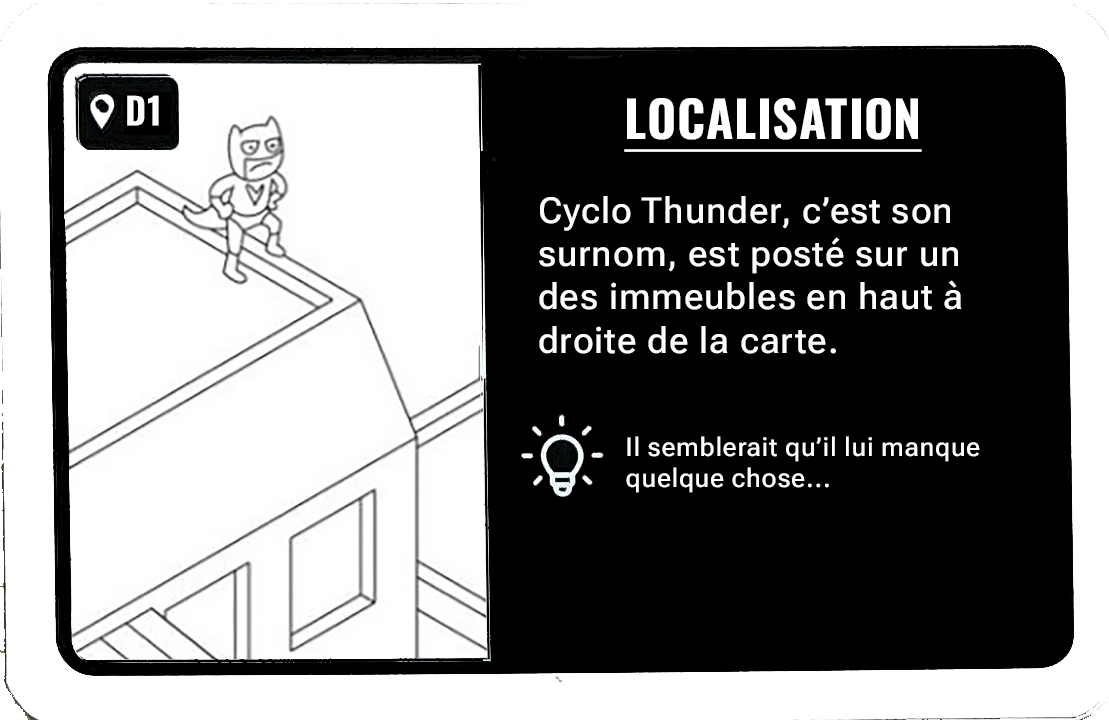 D1
LOCALISATION
Cyclo Thunder, c’est son
surnom, est posté sur un
des immeubles en haut à
droite de la carte.
Il semblerait qu’il lui manque
quelque chose...